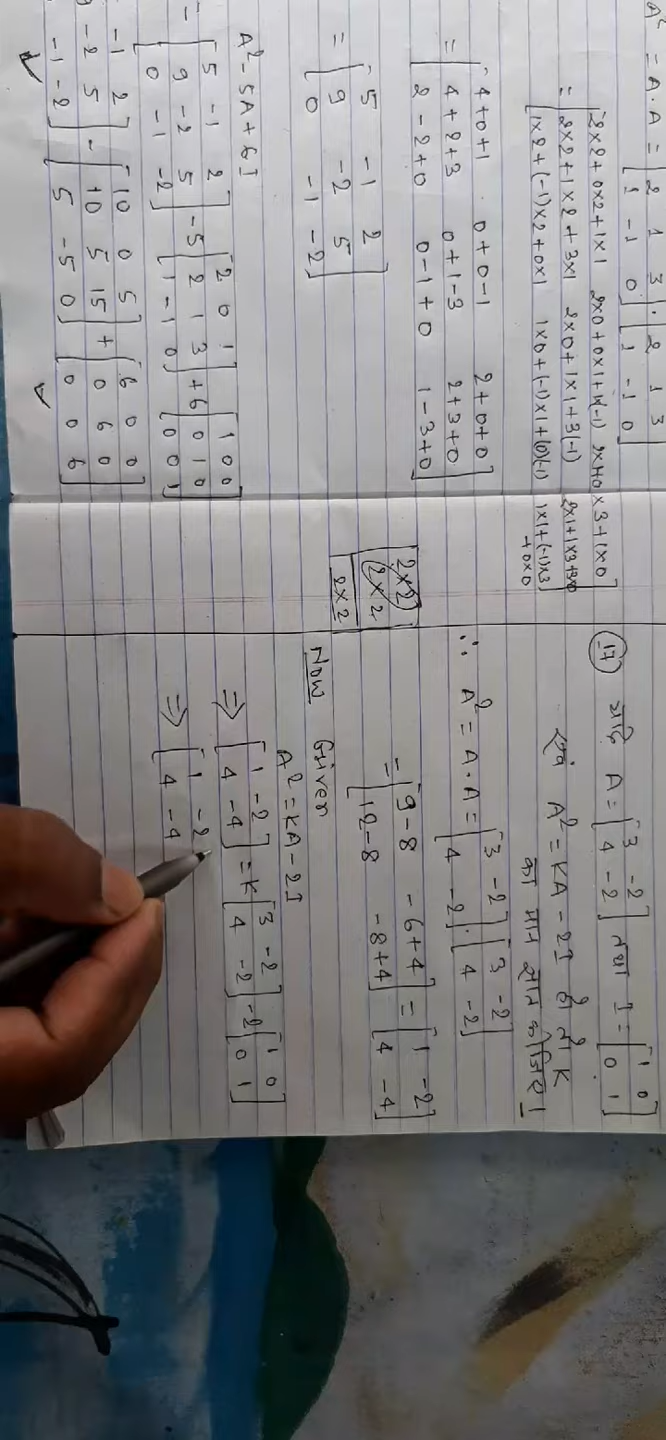 A² = A·A = [2 1 3; 1 -1 0]·[2 1 3; 1 -1 0]
= [2×2+0×2+1×1 2×0+0×1+1(-1) 2×1+0×3+1×0
2×2+1×2+3×1 2×0+1×1+3(-1) 2×1+1×3+3×0
1×2+(-1)×2+0×1 1×0+(-1)×1+(0)(-1) 1×1+(-1)×3+0×0]
= [4+0+1 0+0-1 2+0+0
4+2+3 0+1-3 2+3+0
2-2+0 0-1+0 1-3+0]
= [5 -1 2
9 -2 5
0 -1 -2]
A²-5A+6I
= [5 -1 2] -5 [2 0 1] +6 [1 0 0]
[9 -2 5] [2 1 3] [0 1 0]
[0 -1 -2] [1 -1 0] [0 0 1]
-1 2] - [10 0 5] + [6 0 0]
-2 5] [10 5 15] [0 6 0]
-1 -2] [5 -5 0] [0 0 6]
2×2
2×2
2×2
17 यदि A = [3 -2; 4 -2] तथा I = [1 0; 0 1]
एवं A² = KA - 2I है तो K
का मान ज्ञात कीजिए।
∴ A² = A·A = [3 -2; 4 -2]·[3 -2; 4 -2]
= [9-8 -6+4; 12-8 -8+4] = [1 -2; 4 -4]
Now Given
A² = KA - 2I
⇒ [1 -2; 4 -4] = K [3 -2; 4 -2] -2 [1 0; 0 1]
⇒ [1 -2
4 -4